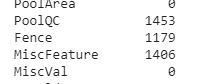 PoolArea 0
PoolQC 1453
Fence 1179
MiscFeature 1406
MiscVal 0